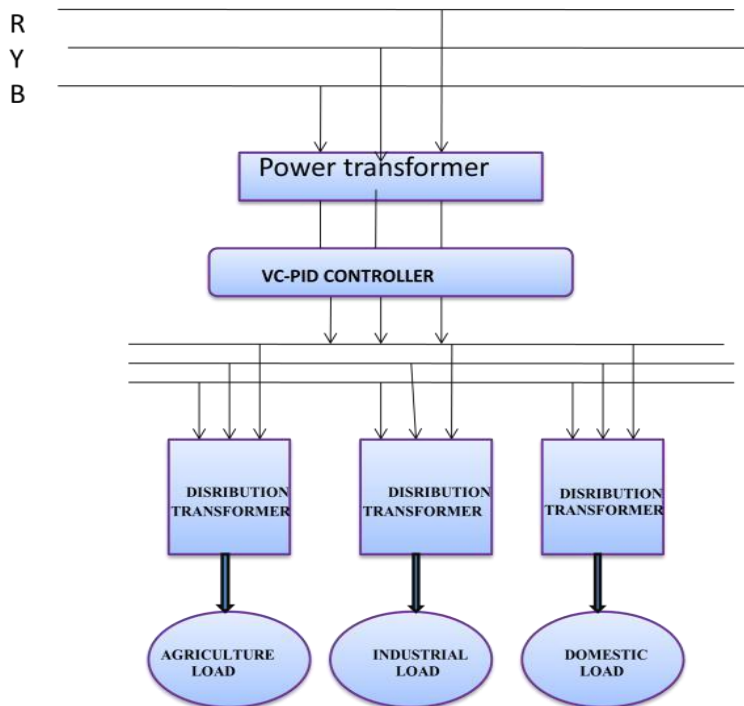 R
Y
B
Power transformer
VC-PID CONTROLLER
DISRIBUTION
TRANSFORMER
DISRIBUTION
TRANSFORMER
DISRIBUTION
TRANSFORMER
AGRICULTURE
LOAD
INDUSTRIAL
LOAD
DOMESTIC
LOAD